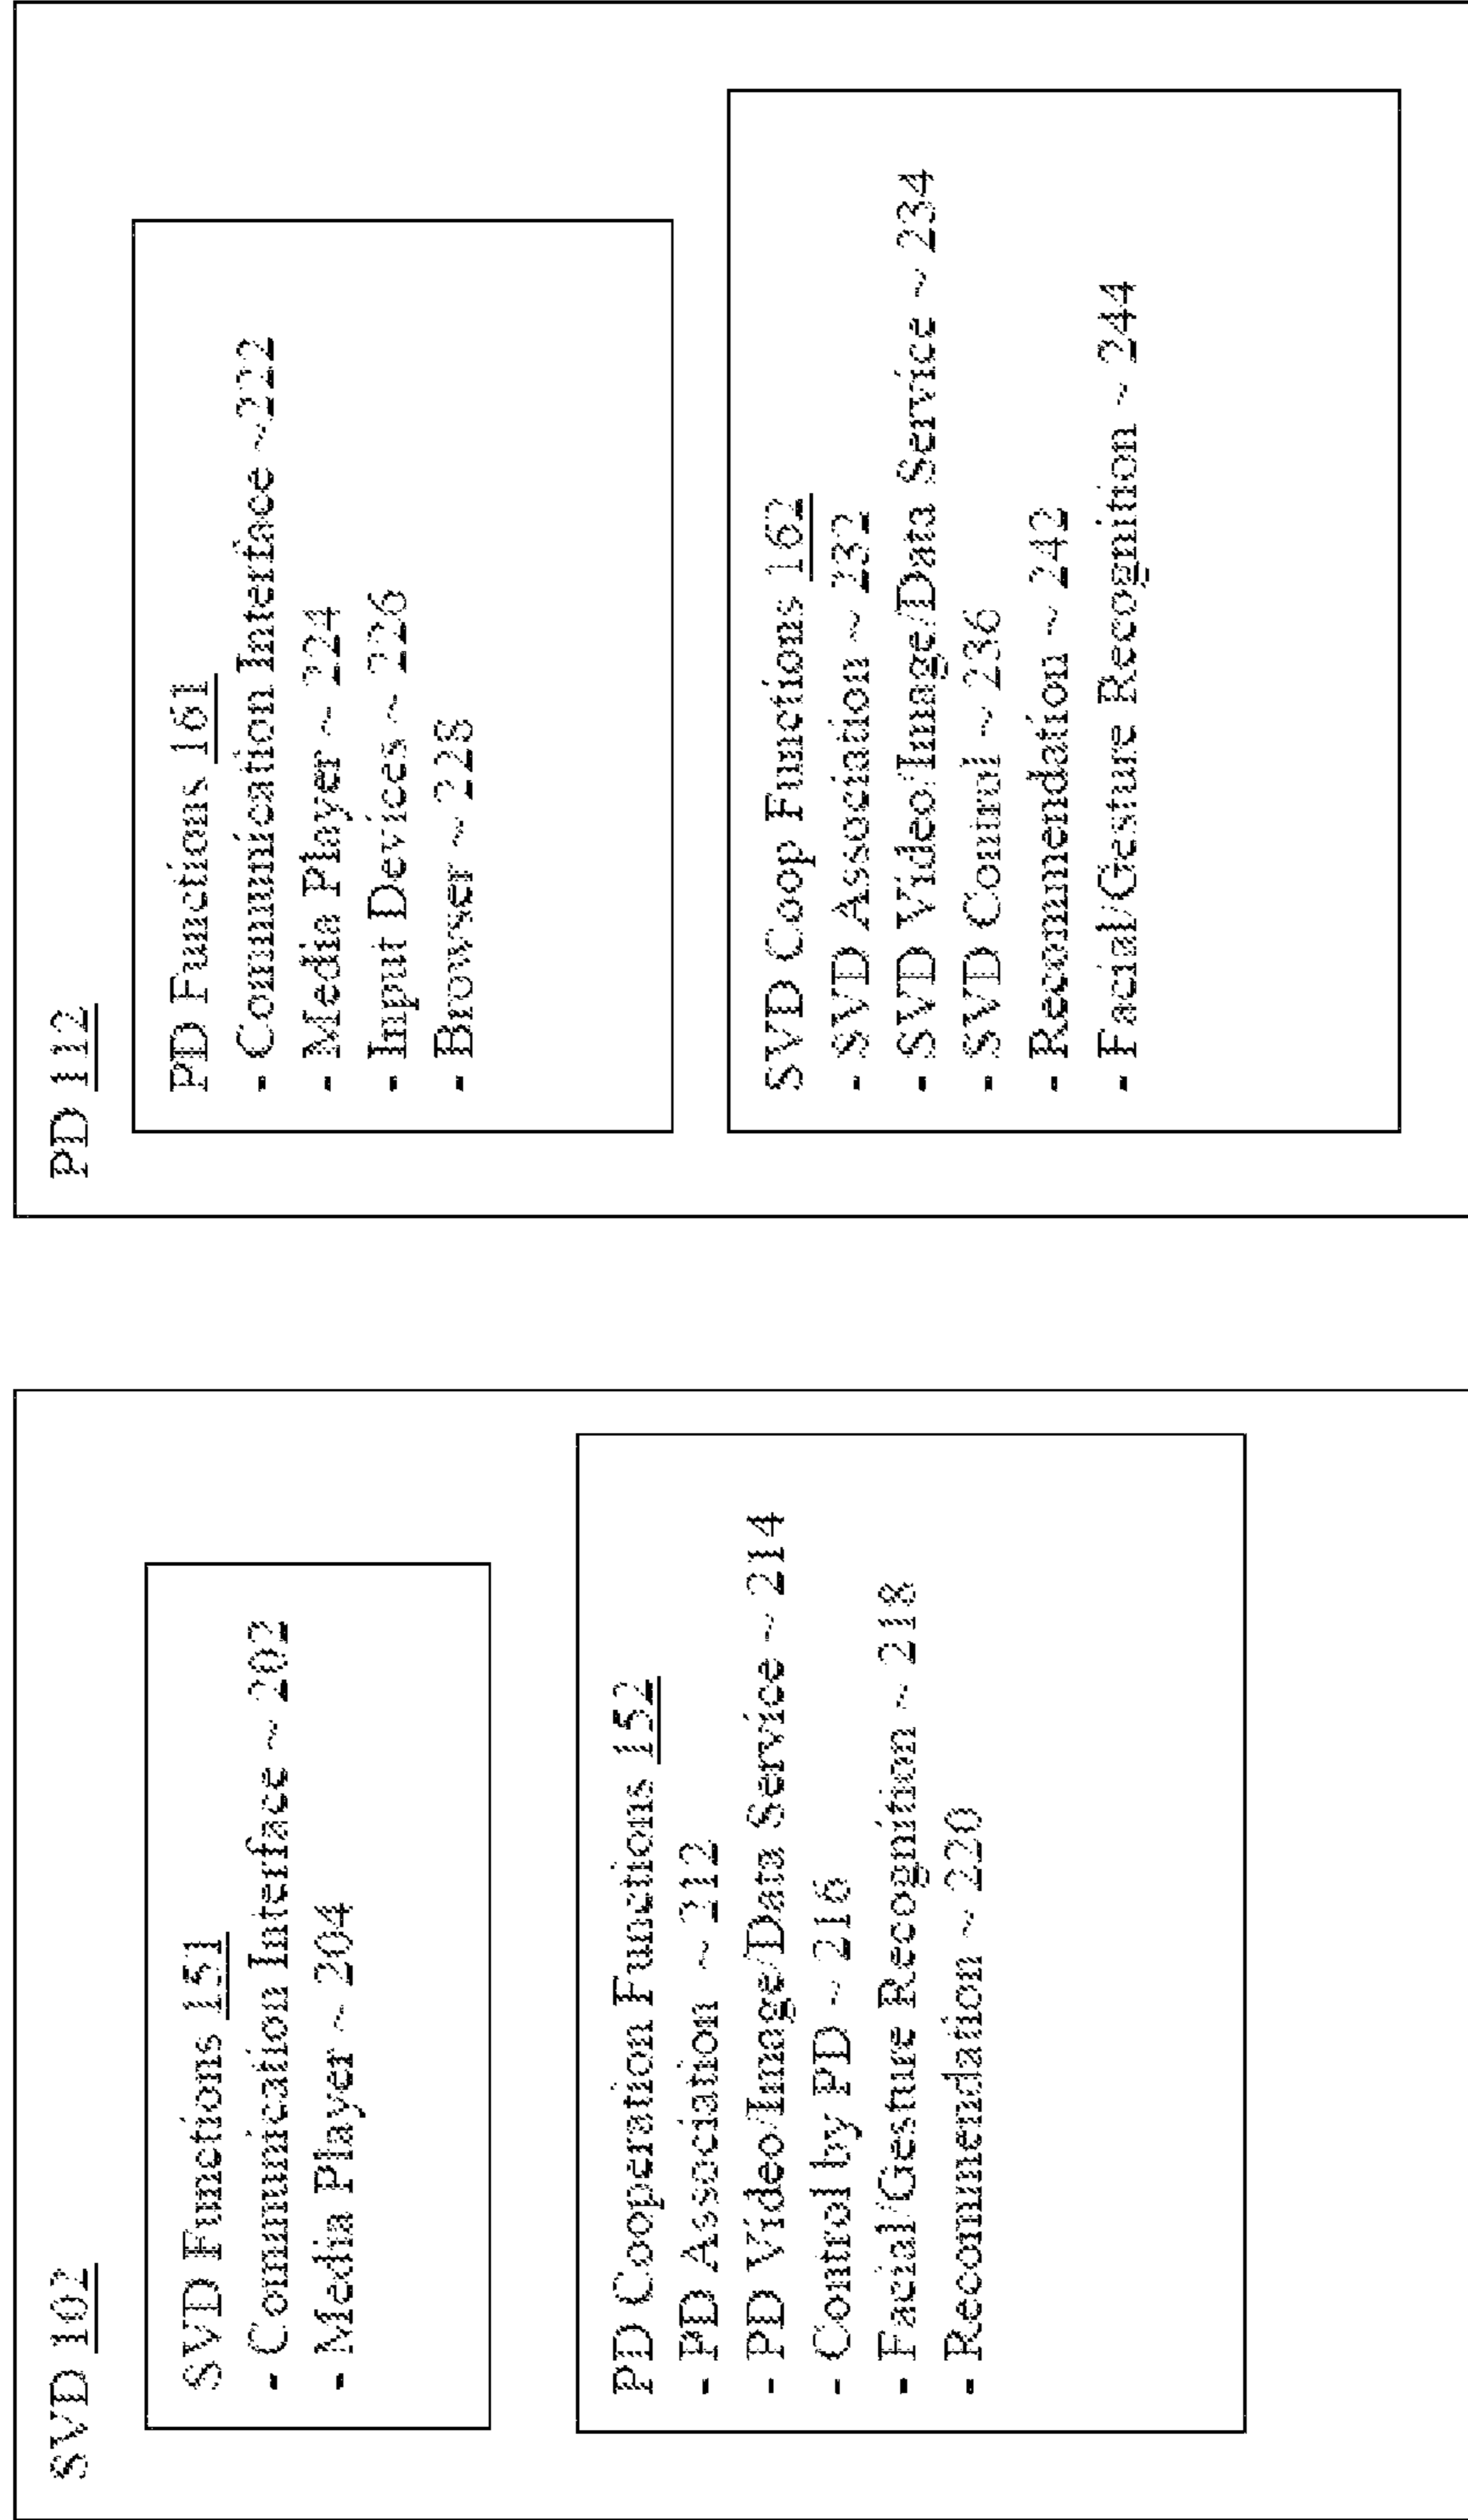 SVD 102
SVD Functions 151
- Communication Interface ~ 202
- Media Player ~ 204
PD Cooperation Functions 152
- PD Association ~ 212
- PD Video/Image/Data Service ~ 214
- Control by PD ~ 216
- Facial/Gesture Recognition ~ 218
- Recommendation ~ 220
PD 112
PD Functions 161
- Communication Interface ~222
- Media Player ~ 224
- Input Devices ~ 226
- Browser ~ 228
SVD Coop Functions 162
- SVD Association ~ 232
- SVD Video/Image/Data Service ~ 234
- SVD Control ~ 236
- Recommendation ~ 242
- Facial/Gesture Recognition ~ 244